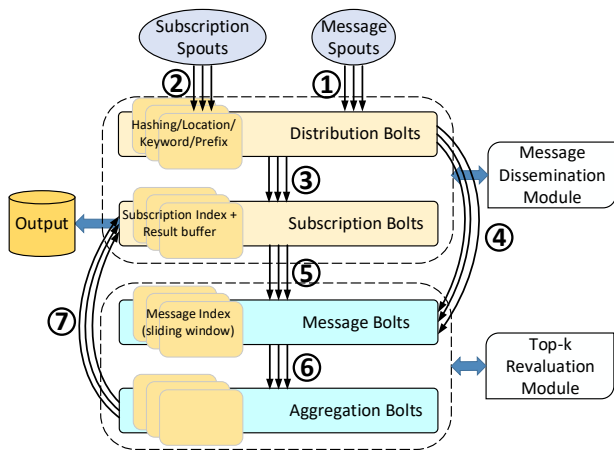 Subscription
Spouts
Message
Spouts
②
①
Hashing/Location/
Keyword/Prefix
Distribution Bolts
Message
Dissemination
Module
③
Output
Subscription Index +
Result buffer
Subscription Bolts
④
⑤
⑦
Message Index
(sliding window)
Message Bolts
Top-k
Revaluation
Module
⑥
Aggregation Bolts